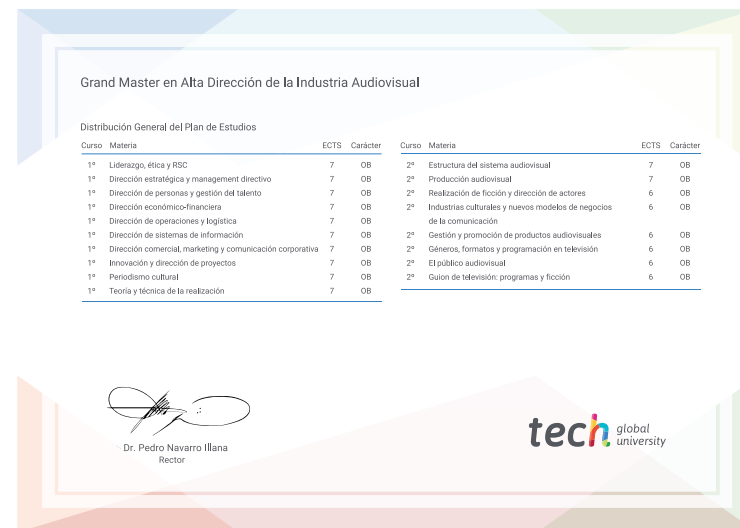 Grand Master en Alta Dirección de la Industria Audiovisual
Distribución General del Plan de Estudios
Curso Materia ECTS Carácter
1º Liderazgo, ética y RSC 7 OB
1º Dirección estratégica y management directivo 7 OB
1º Dirección de personas y gestión del talento 7 OB
1º Dirección económico-financiera 7 OB
1º Dirección de operaciones y logística 7 OB
1º Dirección de sistemas de información 7 OB
1º Dirección comercial, marketing y comunicación corporativa 7 OB
1º Innovación y dirección de proyectos 7 OB
1º Periodismo cultural 7 OB
1º Teoría y técnica de la realización 7 OB
Curso Materia ECTS Carácter
2º Estructura del sistema audiovisual 7 OB
2º Producción audiovisual 7 OB
2º Realización de ficción y dirección de actores 6 OB
2º Industrias culturales y nuevos modelos de negocios 6 OB
de la comunicación
2º Gestión y promoción de productos audiovisuales 6 OB
2º Géneros, formatos y programación en televisión 6 OB
2º El público audiovisual 6 OB
2º Guion de televisión: programas y ficción 6 OB
Dr. Pedro Navarro Illana
Rector
tech global
university